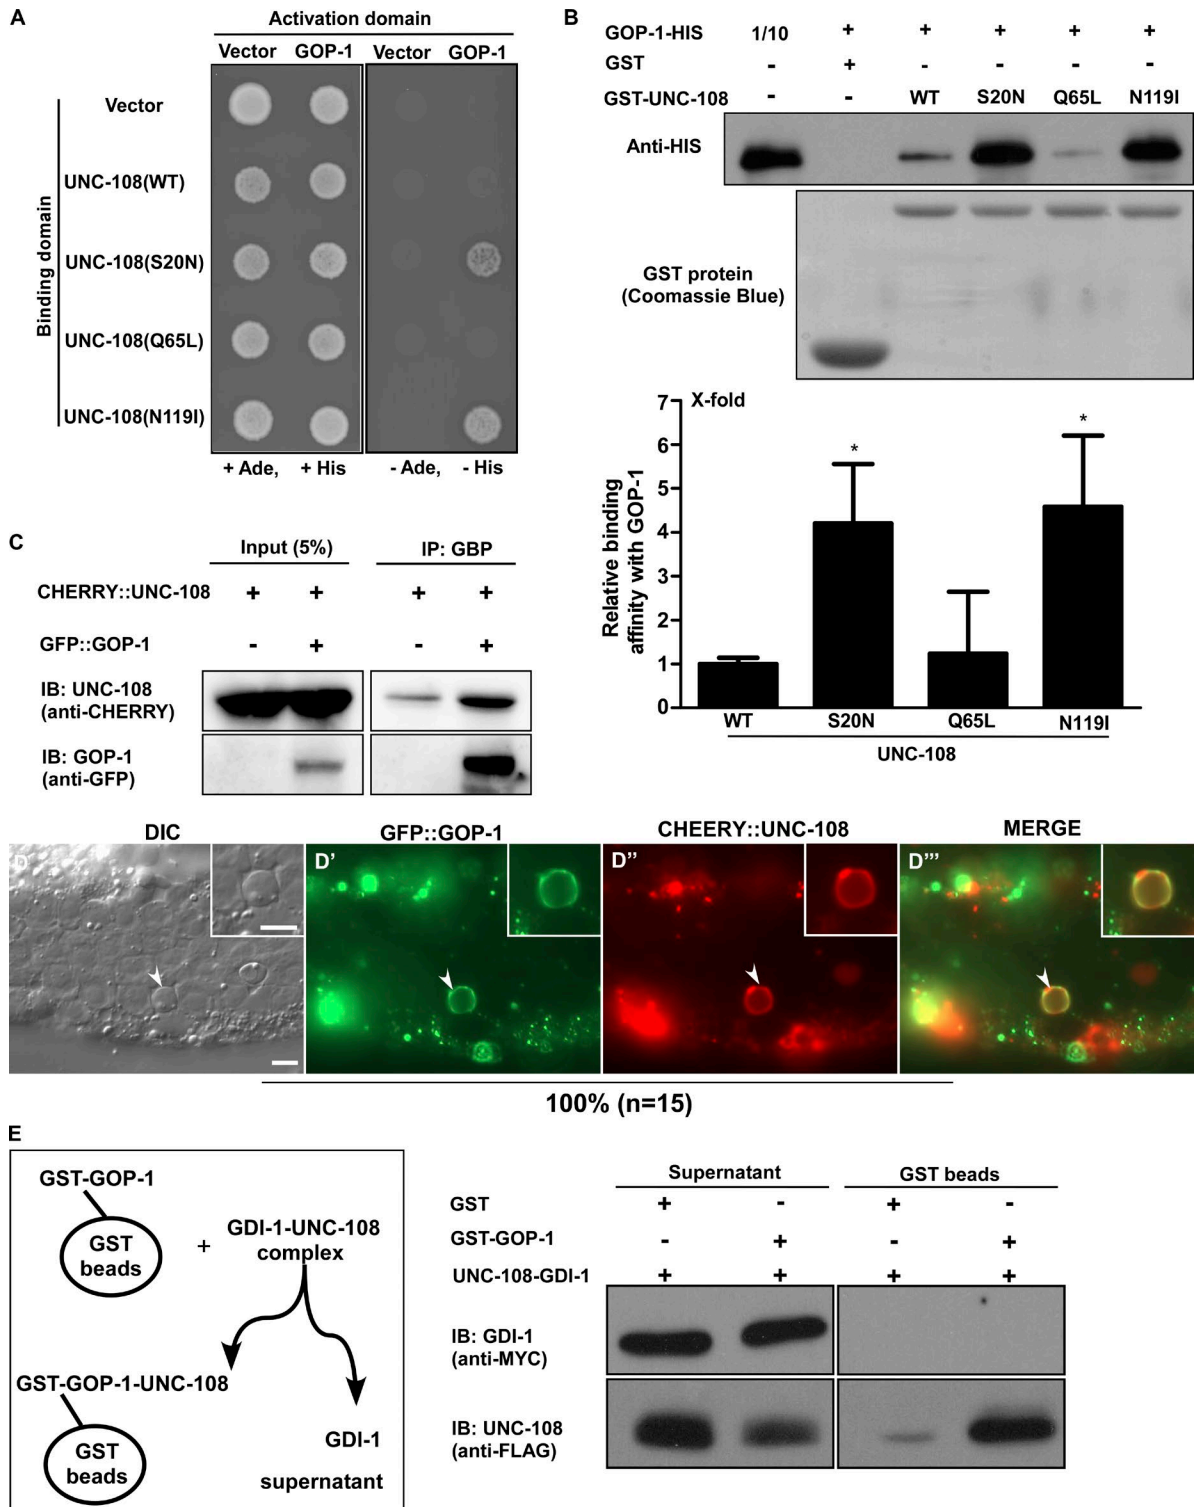 A
Activation domain
Vector GOP-1 Vector GOP-1
Binding domain
Vector
UNC-108(WT)
UNC-108(S20N)
UNC-108(Q65L)
UNC-108(N119I)
+ Ade, + His - Ade, - His
B
GOP-1-HIS 1/10 + + + + +
GST - + - - - -
GST-UNC-108 - - WT S20N Q65L N119I
Anti-HIS
GST protein
(Coomassie Blue)
X-fold
Relative binding
affinity with GOP-1
7
6
5
4
3
2
1
0
* *
WT S20N Q65L N119I
UNC-108
C
Input (5%) IP: GBP
CHERRY::UNC-108 + + + +
GFP::GOP-1 - + - +
IB: UNC-108
(anti-CHERRY)
IB: GOP-1
(anti-GFP)
DIC GFP::GOP-1 CHEERY::UNC-108 MERGE
D D' D'' D'''
100% (n=15)
E
GST-GOP-1
GST
beads
+
GDI-1-UNC-108
complex
GST-GOP-1-UNC-108
GST
beads
GDI-1
supernatant
Supernatant GST beads
GST + - + -
GST-GOP-1 - + - +
UNC-108-GDI-1 + + + +
IB: GDI-1
(anti-MYC)
IB: UNC-108
(anti-FLAG)